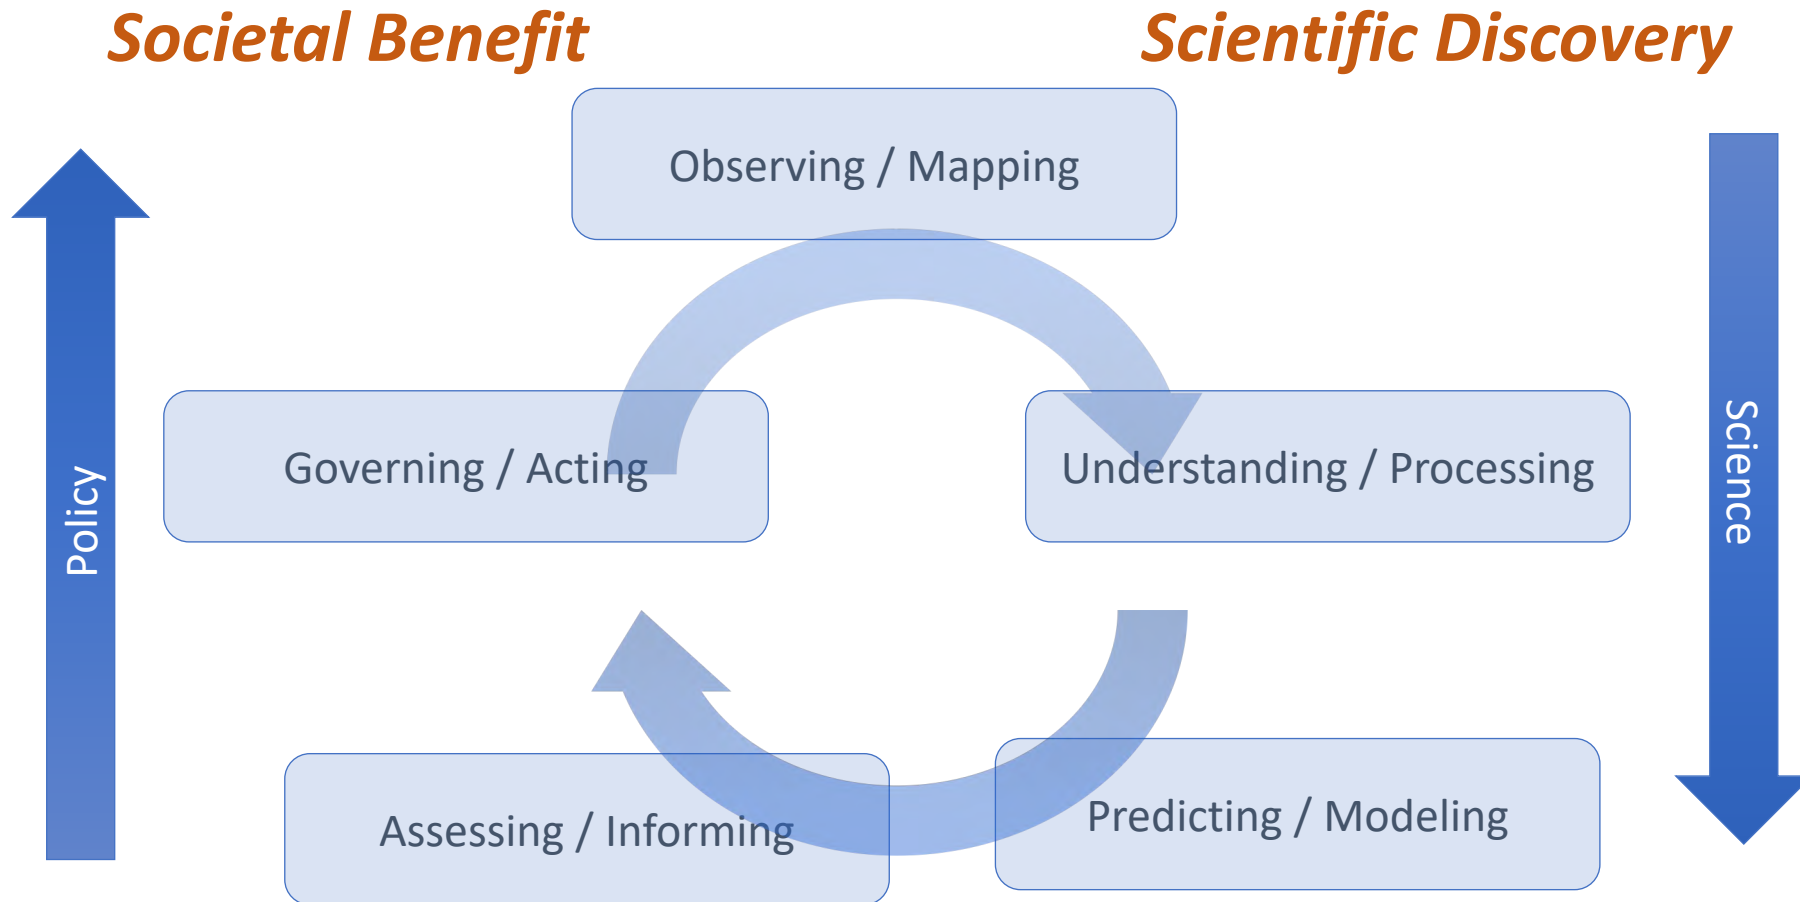 Societal Benefit
Scientific Discovery
Observing / Mapping
Governing / Acting
Understanding / Processing
Policy
Science
Assessing / Informing
Predicting / Modeling